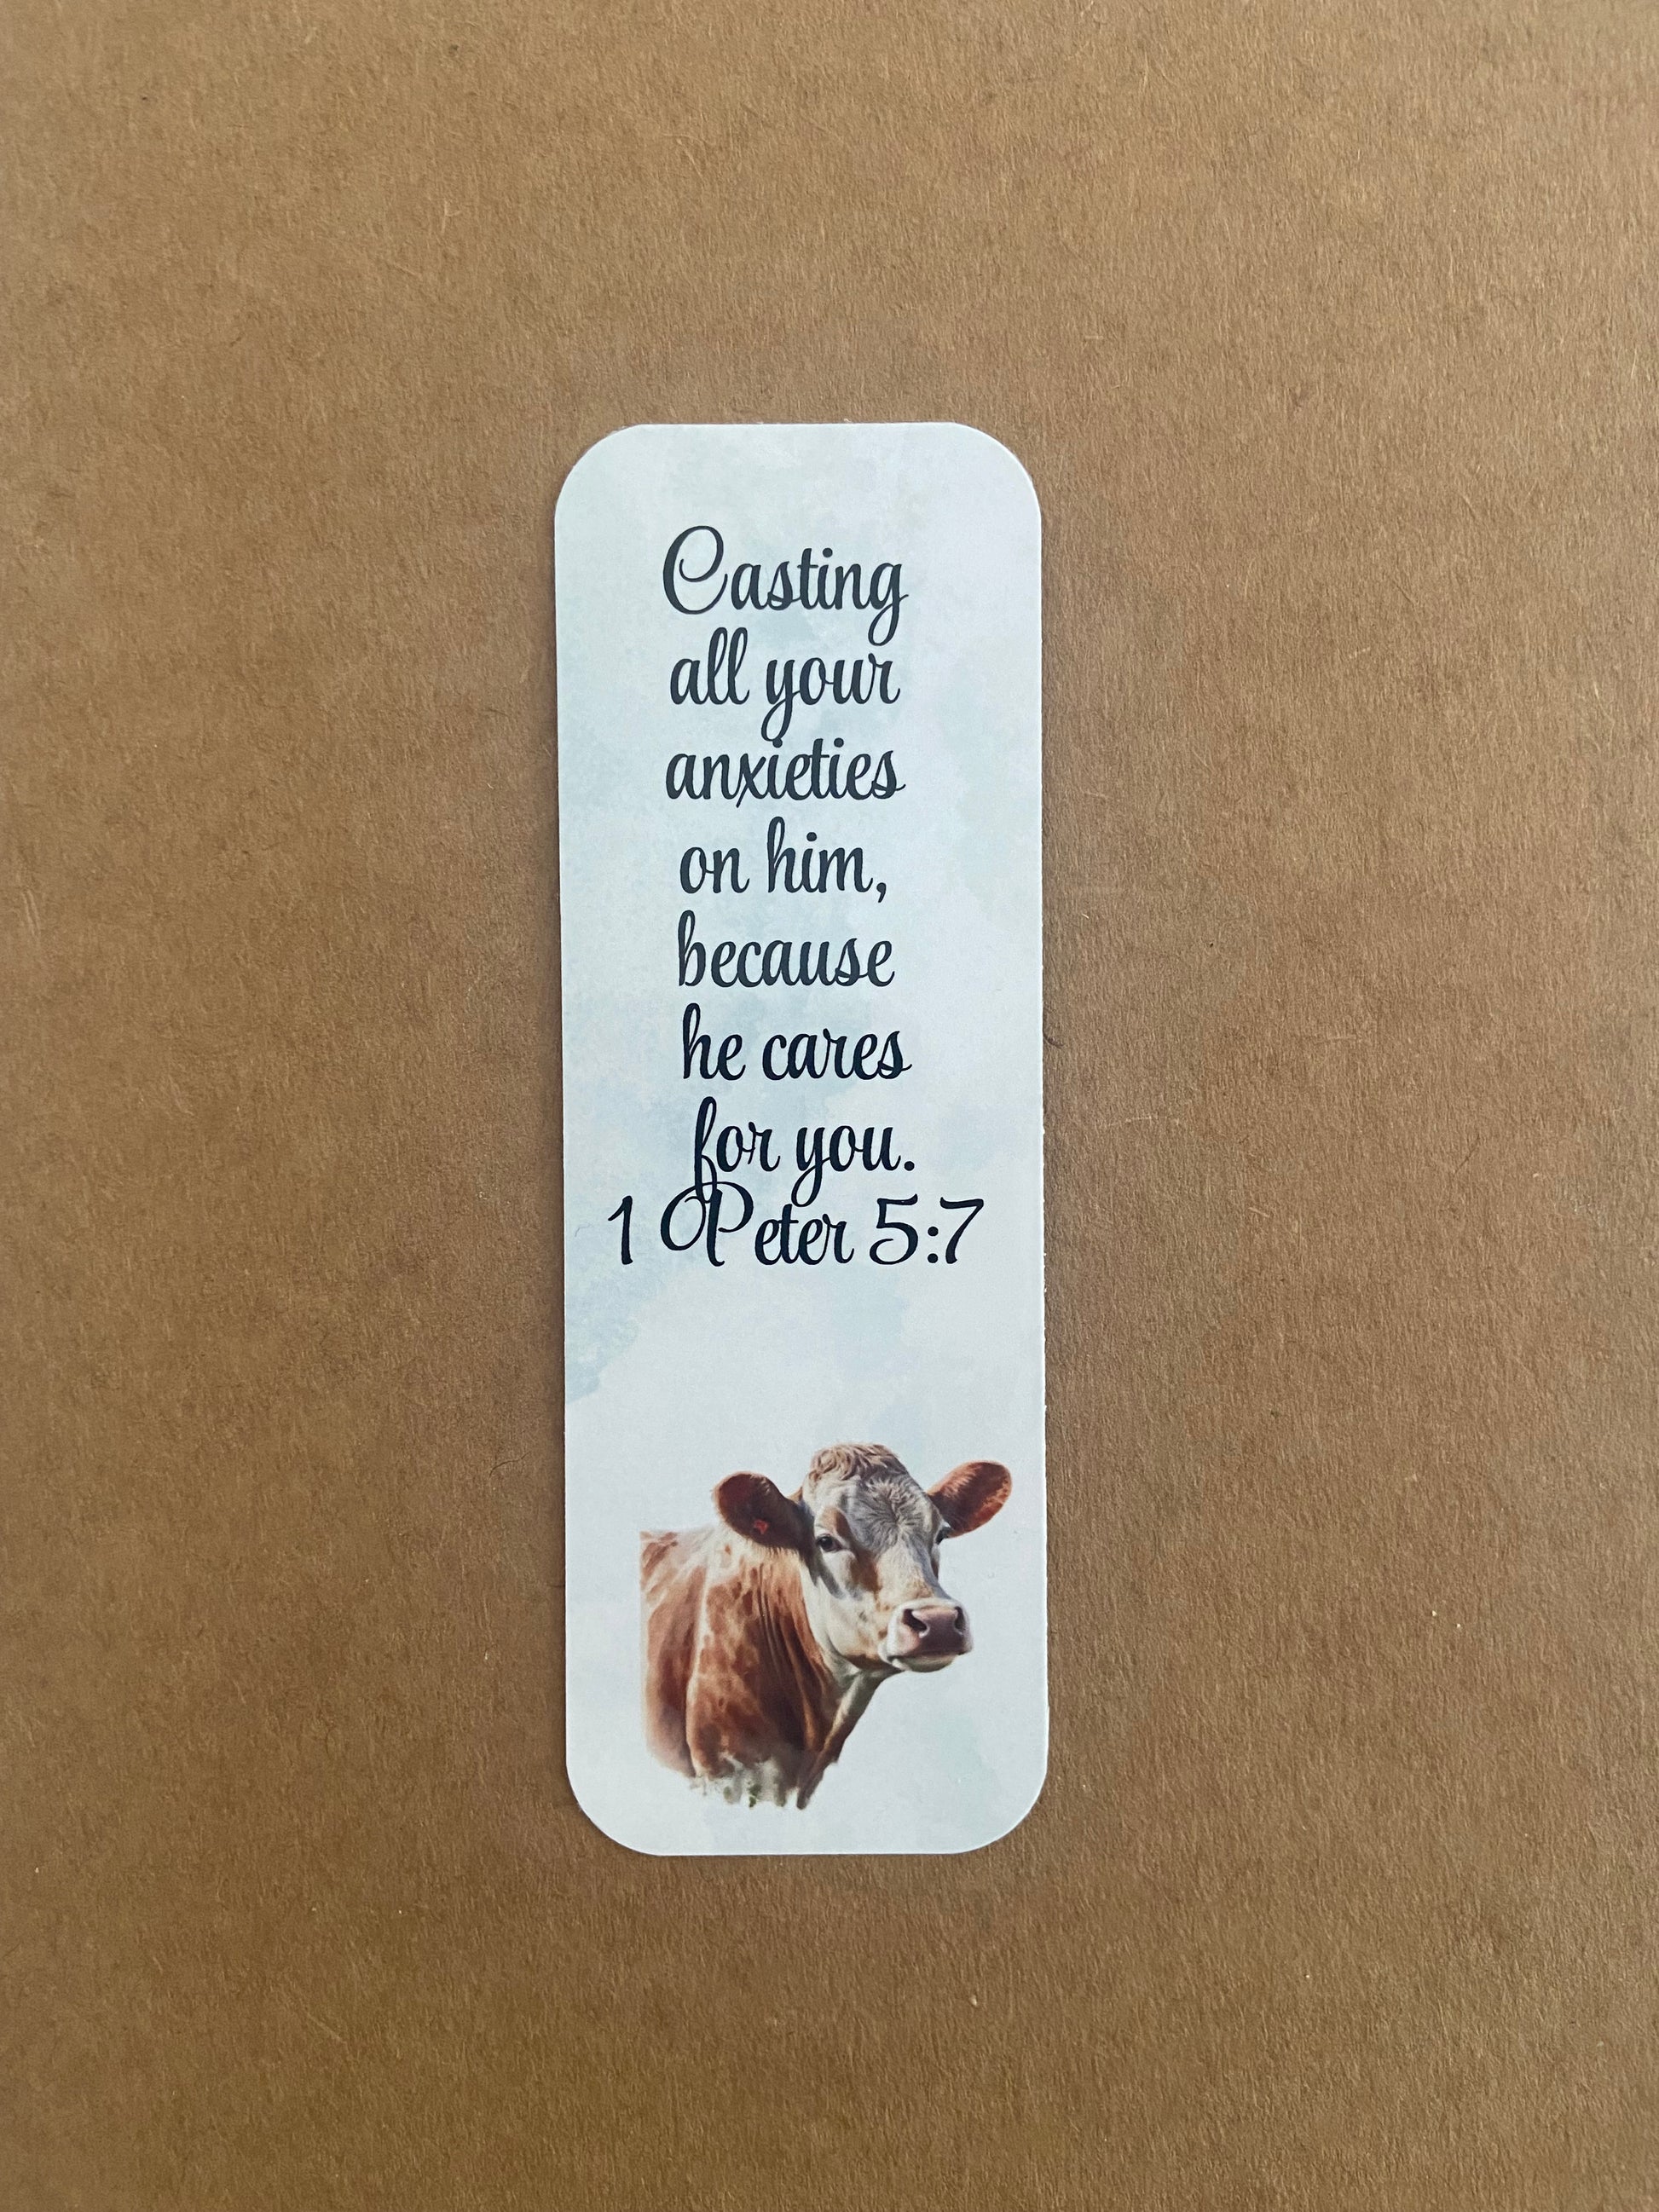 Casting
all your
anxieties
on him,
because
he cares
for you.
1 Peter 5:7